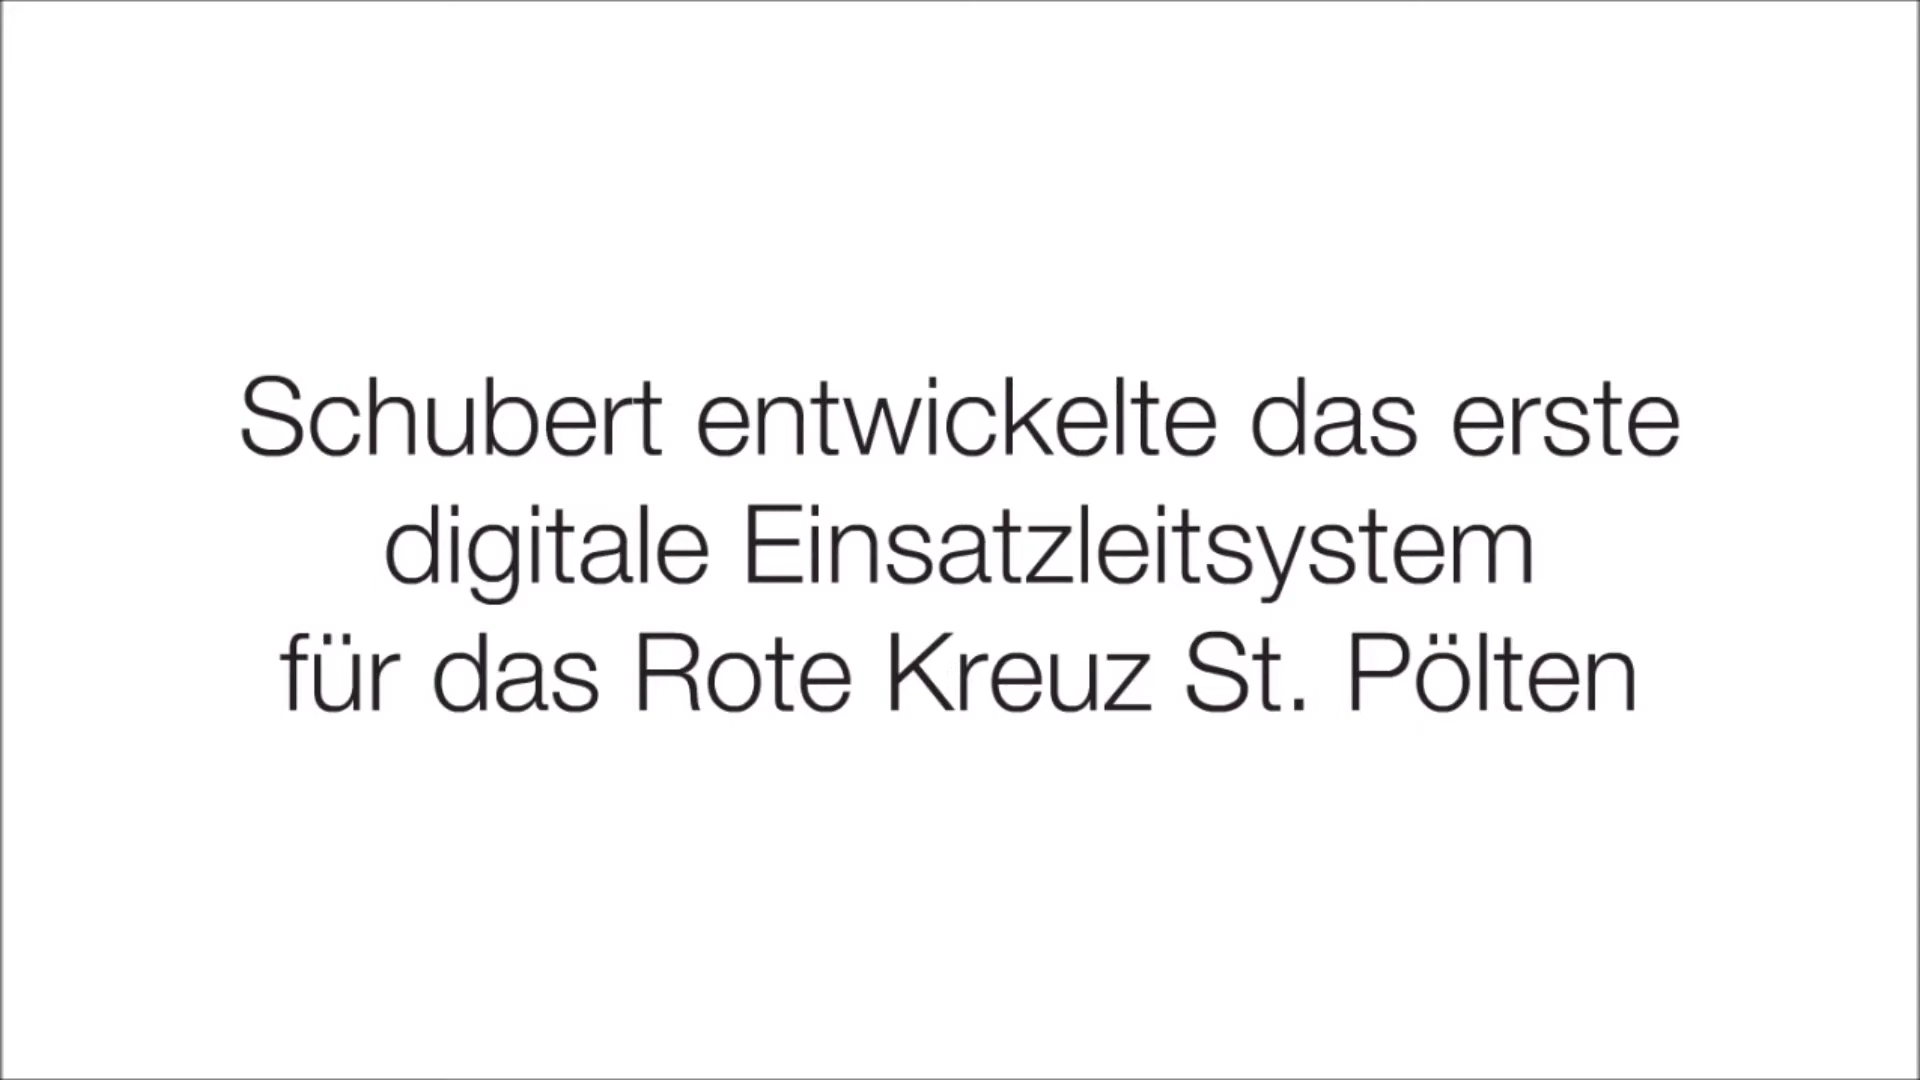 Schubert entwickelte das erste
digitale Einsatzleitsystem
für das Rote Kreuz St. Pölten